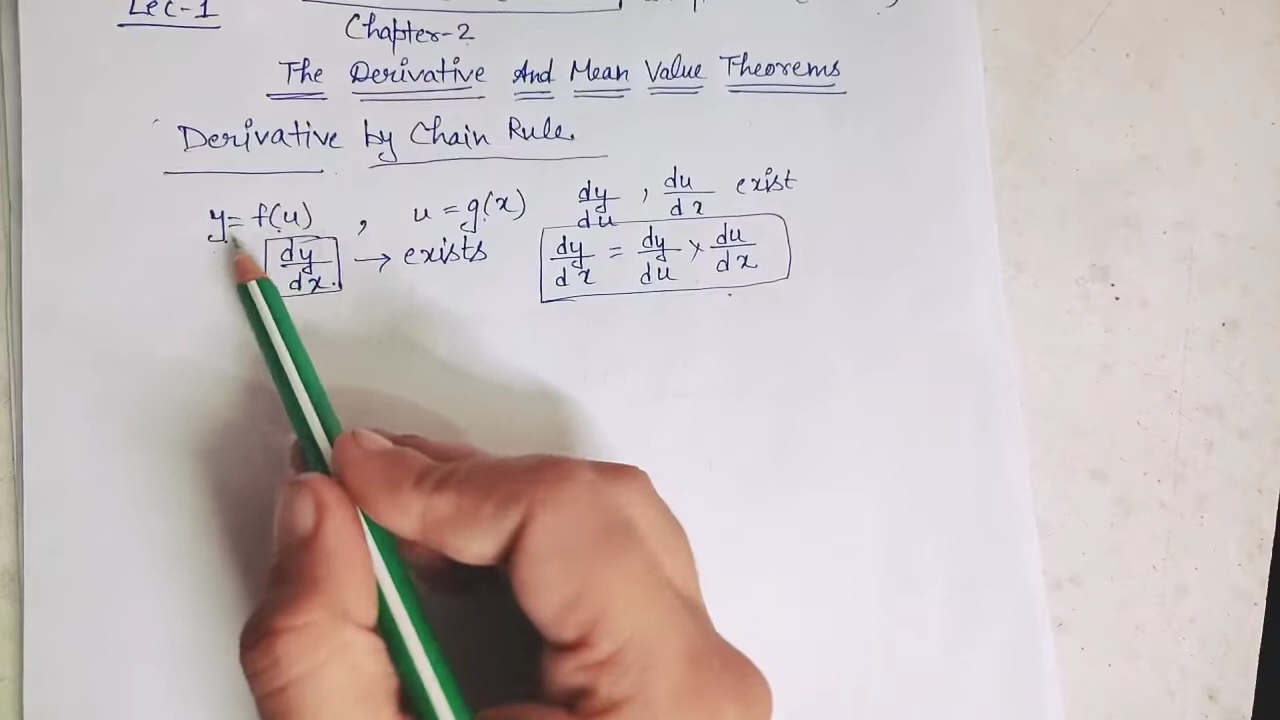 Lec-1
Chapter-2
The Derivative And Mean Value Theorems
Derivative by Chain Rule.
y = f(u) , u = g(x) dy/du , du/dx exist
dy/dx → exists dy/dx = dy/du × du/dx